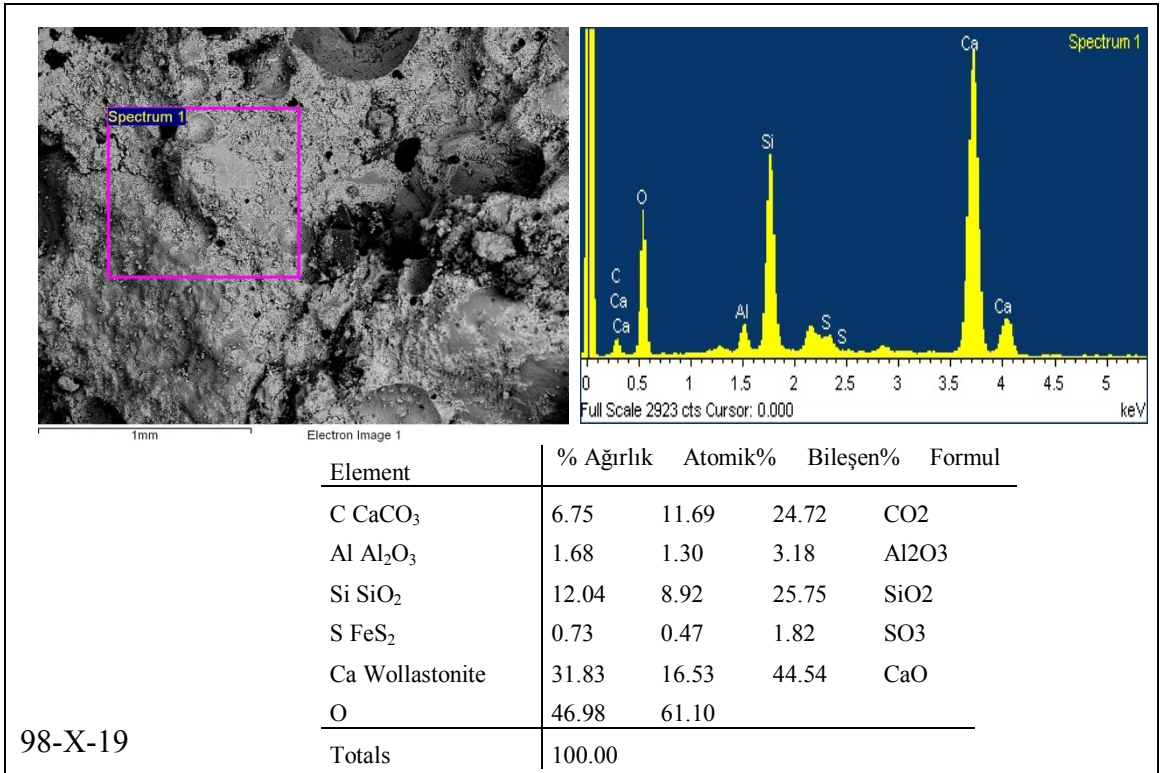 Spectrum 1
1mm Electron Image 1
Spectrum 1
Ca
Si
O
C
Ca
Ca
Al
S
S
Ca
0 0.5 1 1.5 2 2.5 3 3.5 4 4.5 5
Full Scale 2923 cts Cursor: 0.000 keV
Element % Ağırlık Atomik% Bileşen% Formul
C CaCO₃ 6.75 11.69 24.72 CO2
Al Al₂O₃ 1.68 1.30 3.18 Al2O3
Si SiO₂ 12.04 8.92 25.75 SiO2
S FeS₂ 0.73 0.47 1.82 SO3
Ca Wollastonite 31.83 16.53 44.54 CaO
O 46.98 61.10
Totals 100.00
98-X-19